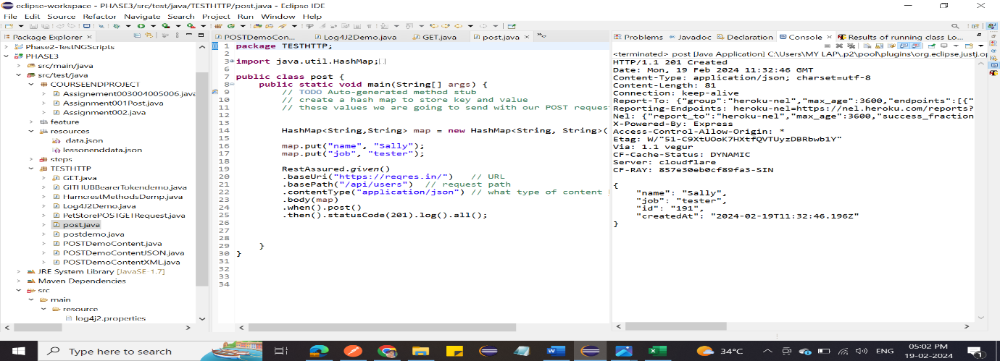 eclipse-workspace - PHASE3/src/test/java/TESTHTTP/post.java - Eclipse IDE
File Edit Source Refactor Navigate Search Project Run Window Help
Package Explorer
Phase2-TestNGScripts
PHASE3
src/main/java
src/test/java
COURSEENDPROJECT
Assignement003004005006.java
Assignment001Post.java
Assignment002.java
feature
resources
data.json
lessonenddata.json
steps
TESTHTTP
GET.java
GITHUBBearerTokendemo.java
HamcrestMethodsDemp.java
Log4J2Demo.java
PetStorePOSTGETRequest.java
post.java
postdemo.java
POSTDemoContent.java
POSTDemoContentJSON.java
POSTDemoContentXML.java
JRE System Library [JavaSE-1.7]
Maven Dependencies
src
main
resource
log4j2.properties
POSTDemoCon... Log4J2Demo.java GET.java post.java
1 package TESTHTTP;
2
3 import java.util.HashMap;
6
7 public class post {
8 public static void main(String[] args) {
9 // TODO Auto-generated method stub
10 // create a hash map to store key and value
11 // these values we are going to send with our POST reques
12
13
14 HashMap<String,String> map = new HashMap<String, String>(
15
16 map.put("name", "Sally");
17 map.put("job", "tester");
18
19 RestAssured.given()
20 .baseUri("https://reqres.in/") // URL
21 .basePath("/api/users") // request path
22 .contentType("application/json") // what type of content
23 .body(map)
24 .when().post()
25 .then().statusCode(201).log().all();
26
27
28
29 }
30 }
31
32
33
34
Problems Javadoc Declaration Console Results of running class Lo...
<terminated> post [Java Application] C:\Users\MY LAP\.p2\pool\plugins\org.eclipse.justj.op
HTTP/1.1 201 Created
Date: Mon, 19 Feb 2024 11:32:46 GMT
Content-Type: application/json; charset=utf-8
Content-Length: 81
Connection: keep-alive
Report-To: {"group":"heroku-nel","max_age":3600,"endpoints":[{"
Reporting-Endpoints: heroku-nel=https://nel.heroku.com/reports?
Nel: {"report_to":"heroku-nel","max_age":3600,"success_fraction
X-Powered-By: Express
Access-Control-Allow-Origin: *
Etag: W/"51-C9XtUOoK7HXtfQVTUyzDBRbwb1Y"
Via: 1.1 vegur
CF-Cache-Status: DYNAMIC
Server: cloudflare
CF-RAY: 857e30eb0cf89fa3-SIN
{
"name": "Sally",
"job": "tester",
"id": "191",
"createdAt": "2024-02-19T11:32:46.196Z"
}
Type here to search
34°C
ENG
05:02 PM
19-02-2024
1